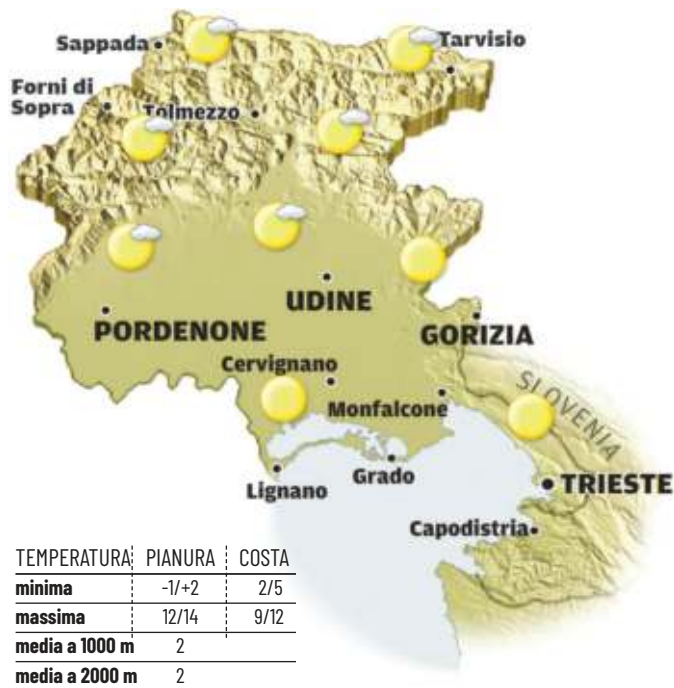 Sappada
Tarvisio
Forni di
Sopra
Tolmezzo
UDINE
PORDENONE
GORIZIA
Cervignano
SLOVENIA
Monfalcone
Lignano
Grado
TRIESTE
Capodistria
TEMPERATURA PIANURA COSTA
minima -1/+2 2/5
massima 12/14 9/12
media a 1000 m 2
media a 2000 m 2